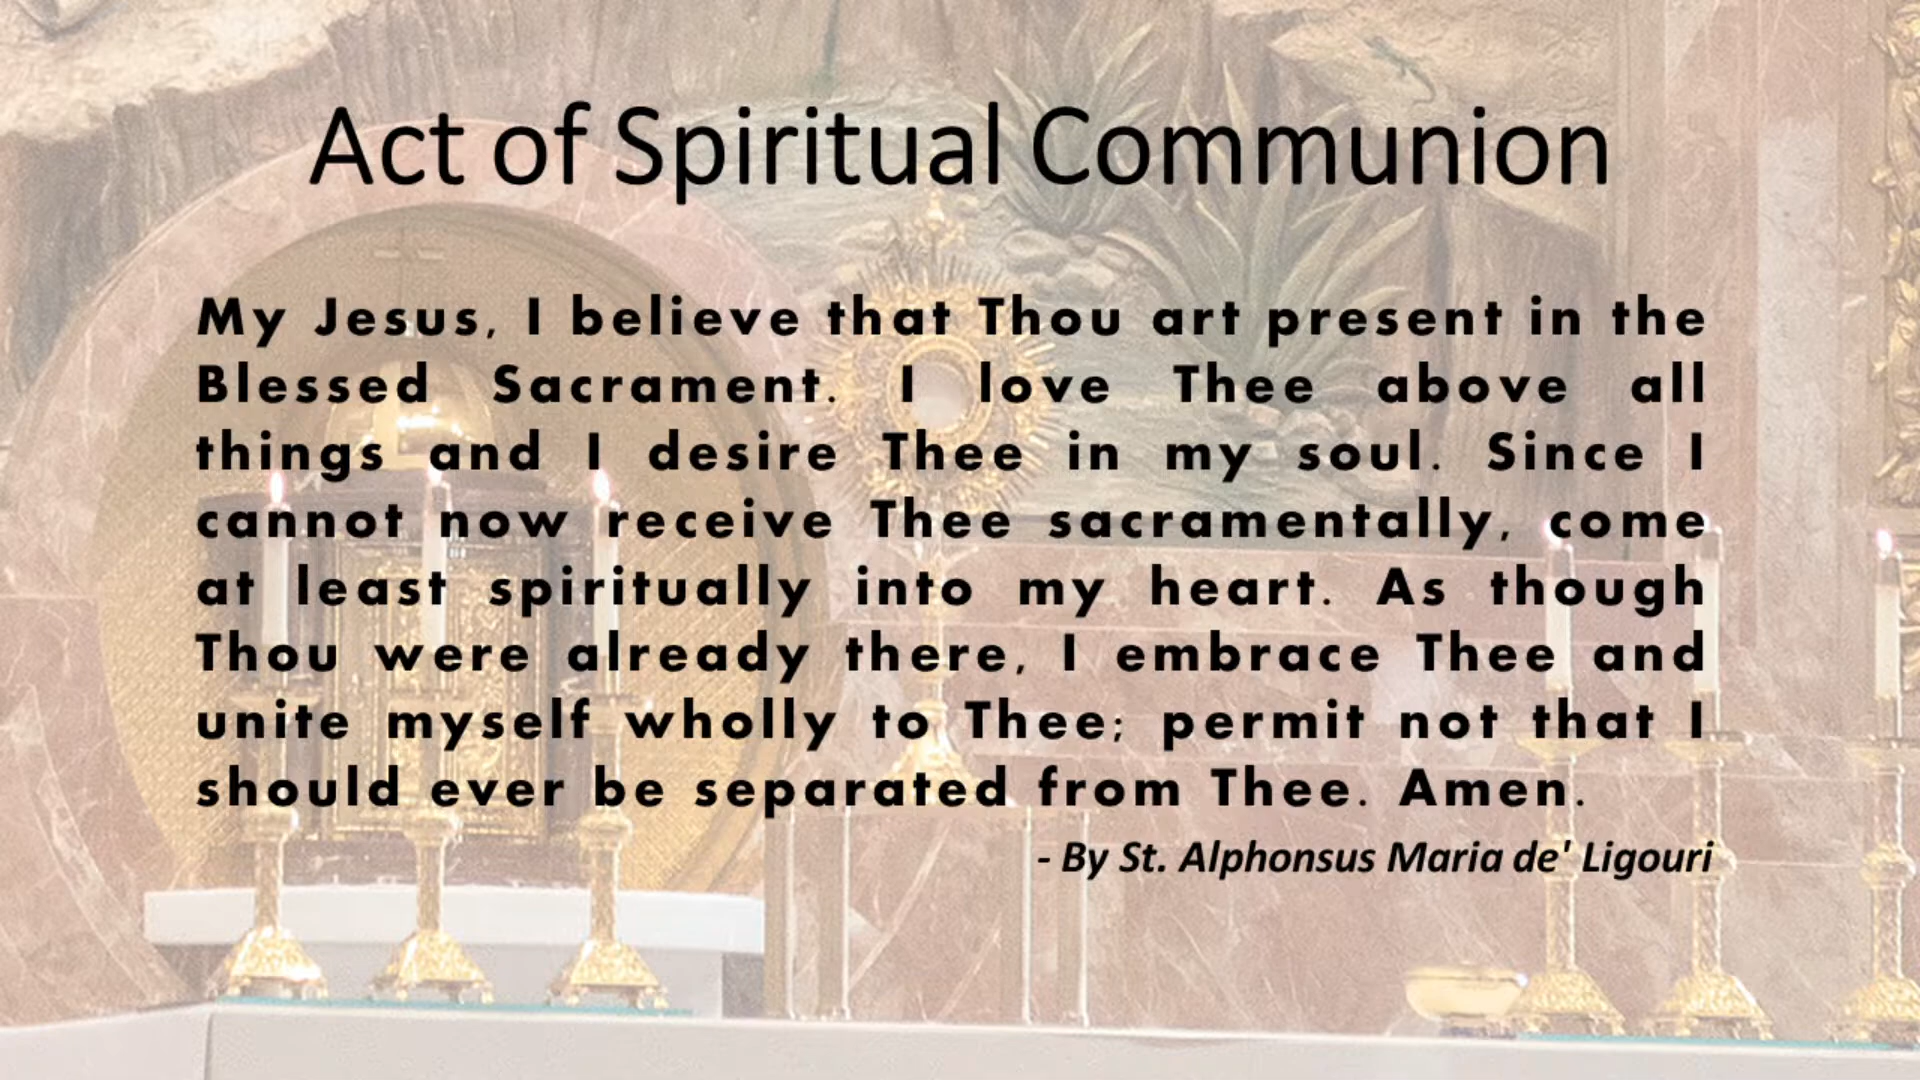 Act of Spiritual Communion
My Jesus, I believe that Thou art present in the
Blessed Sacrament. I love Thee above all
things and I desire Thee in my soul. Since I
cannot now receive Thee sacramentally, come
at least spiritually into my heart. As though
Thou were already there, I embrace Thee and
unite myself wholly to Thee; permit not that I
should ever be separated from Thee. Amen.
- By St. Alphonsus Maria de' Ligouri